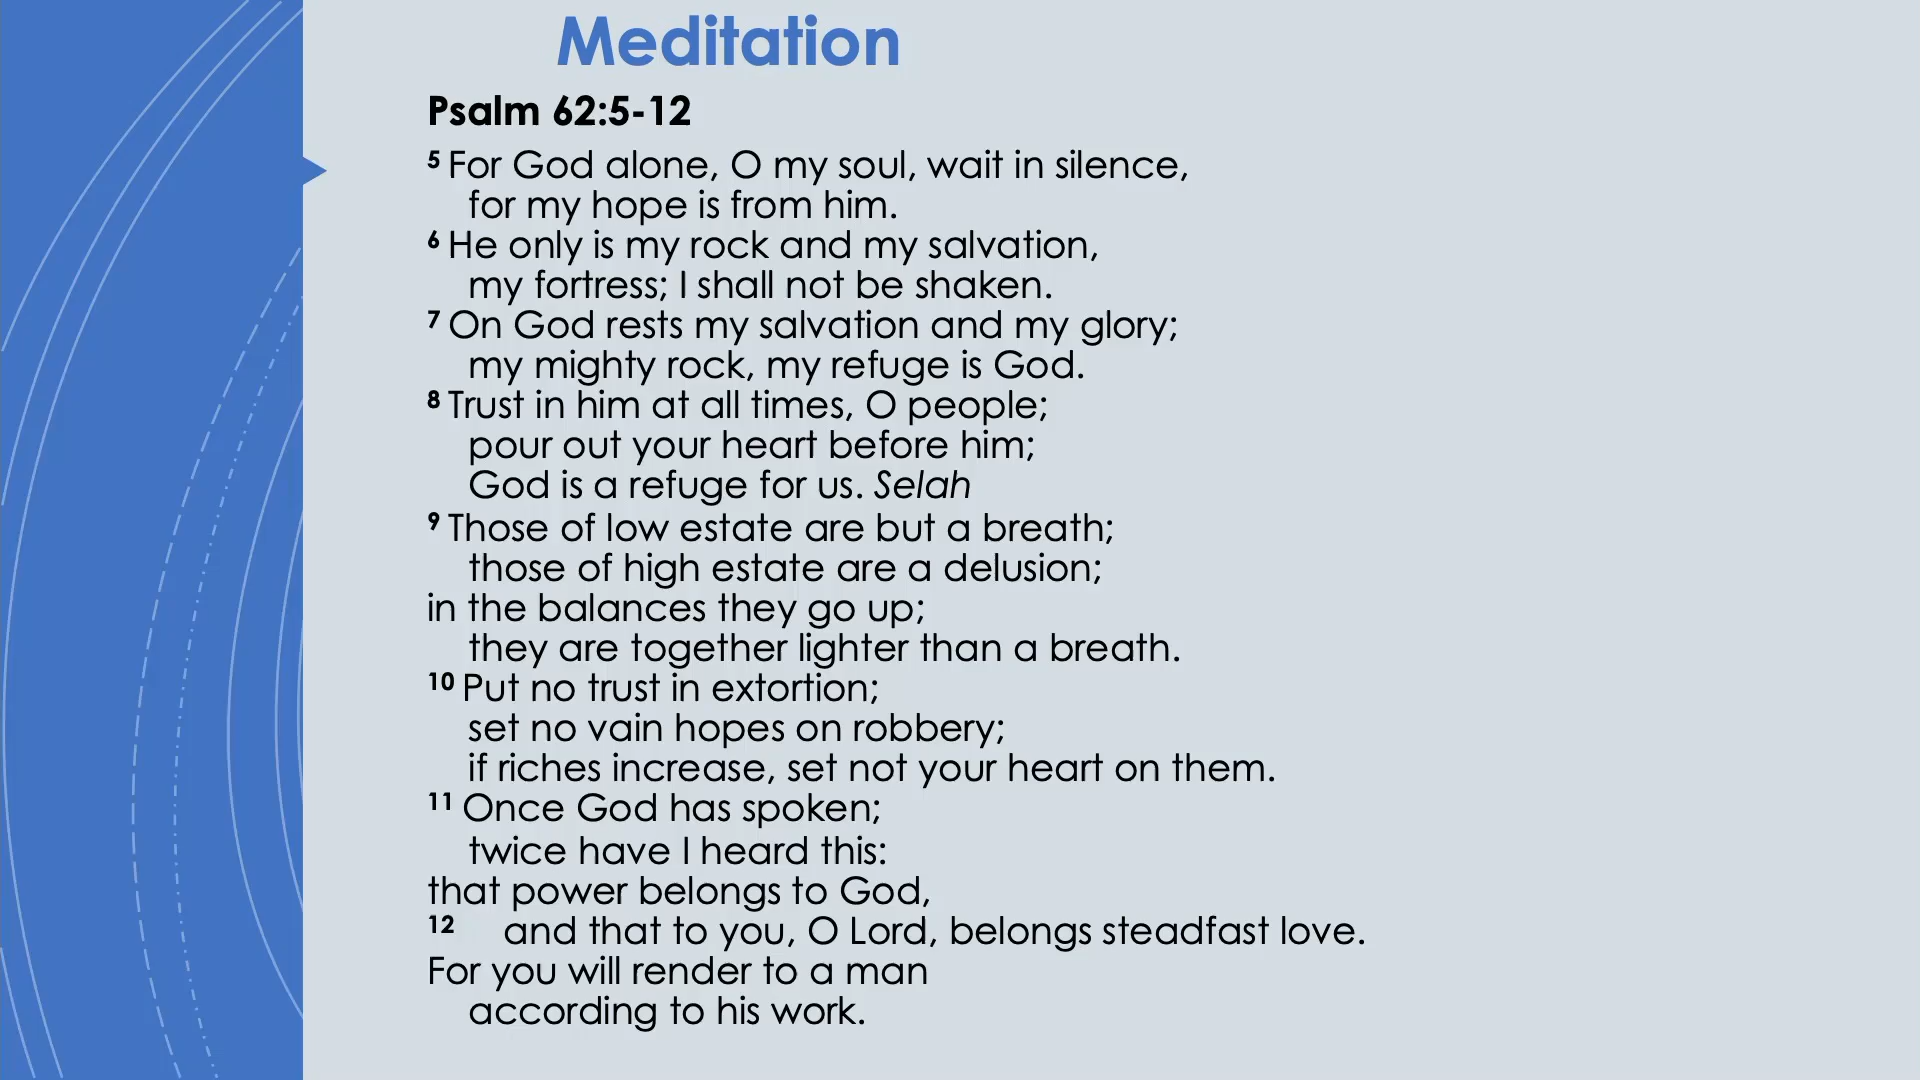 Meditation
Psalm 62:5-12
5 For God alone, O my soul, wait in silence,
for my hope is from him.
6 He only is my rock and my salvation,
my fortress; I shall not be shaken.
7 On God rests my salvation and my glory;
my mighty rock, my refuge is God.
8 Trust in him at all times, O people;
pour out your heart before him;
God is a refuge for us. Selah
9 Those of low estate are but a breath;
those of high estate are a delusion;
in the balances they go up;
they are together lighter than a breath.
10 Put no trust in extortion;
set no vain hopes on robbery;
if riches increase, set not your heart on them.
11 Once God has spoken;
twice have I heard this:
that power belongs to God,
12 and that to you, O Lord, belongs steadfast love.
For you will render to a man
according to his work.